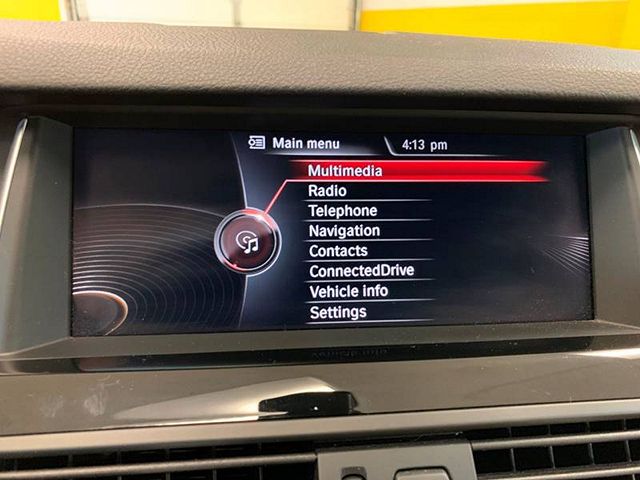 Main menu 4:13 pm
Multimedia
Radio
Telephone
Navigation
Contacts
ConnectedDrive
Vehicle info
Settings